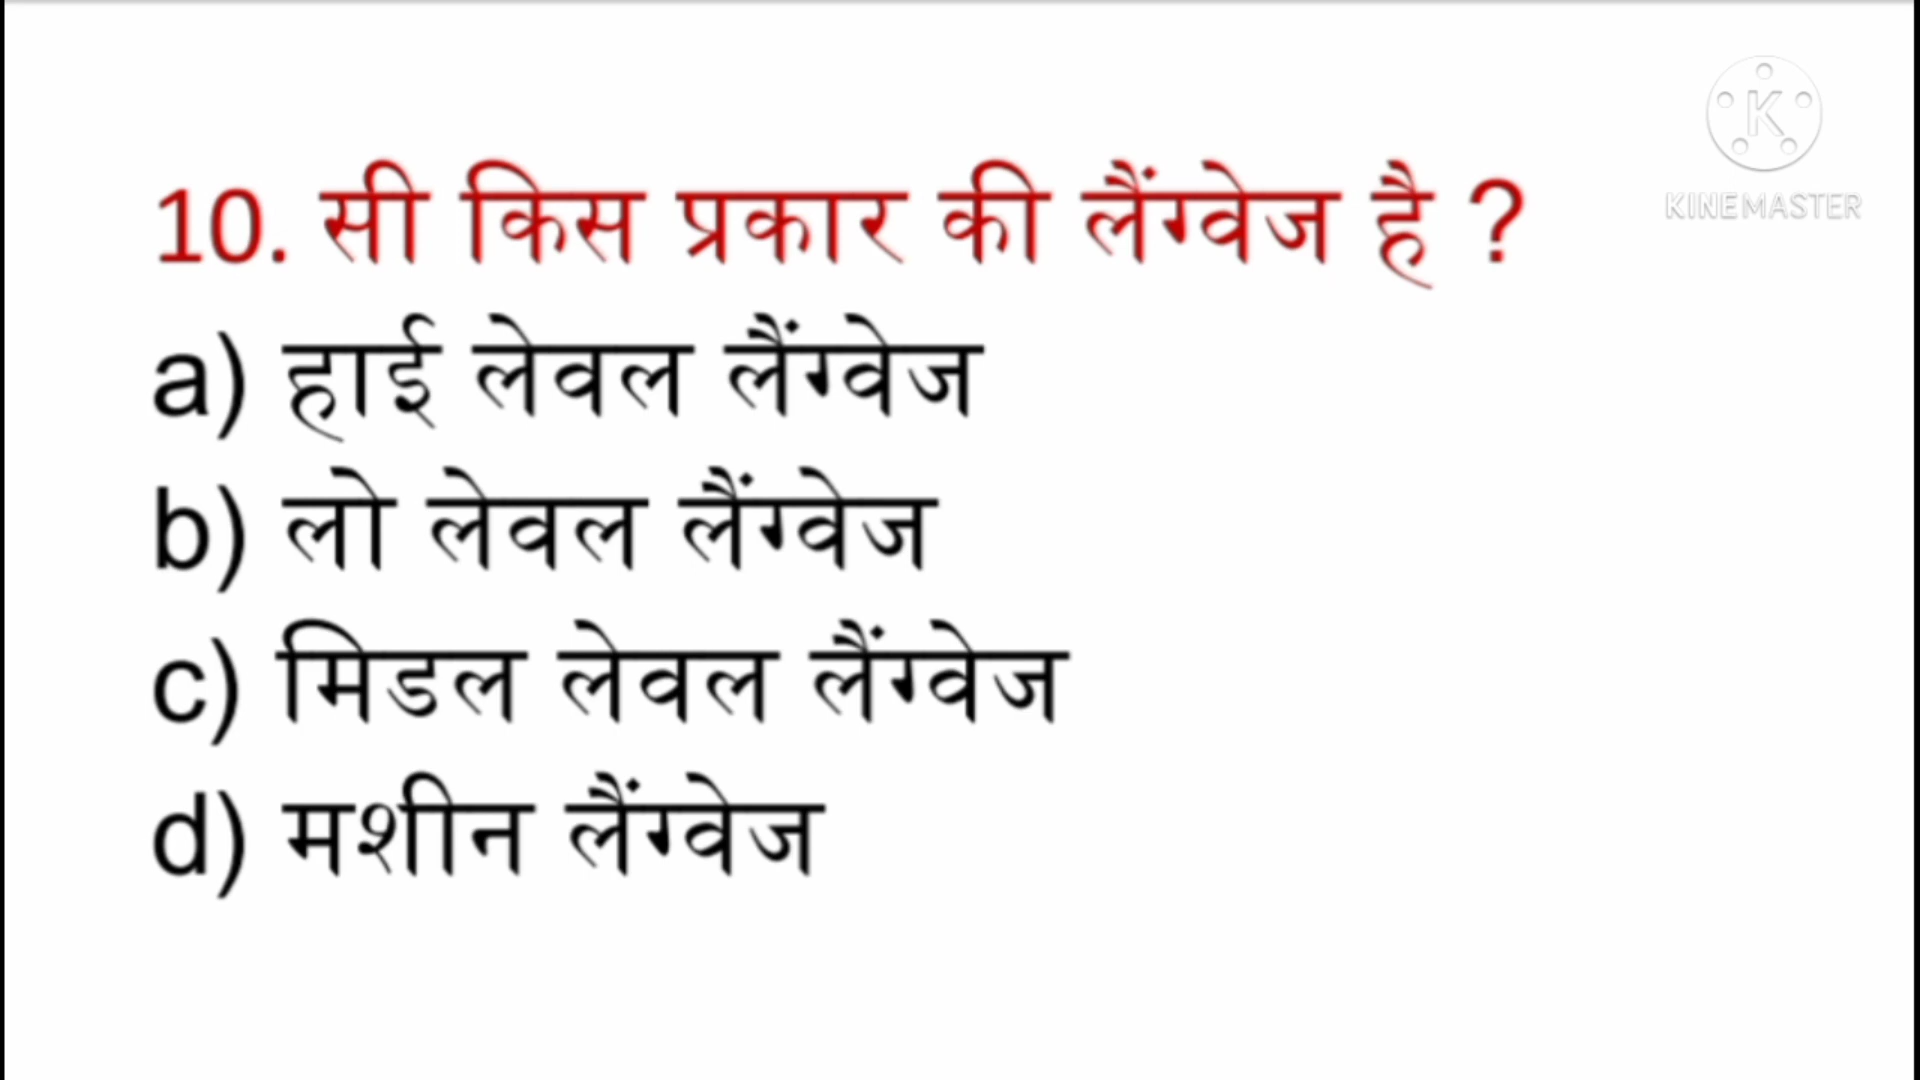 10. सी किस प्रकार की लैंग्वेज है ?
a) हाई लेवल लैंग्वेज
b) लो लेवल लैंग्वेज
c) मिडल लेवल लैंग्वेज
d) मशीन लैंग्वेज
K
KINEMASTER